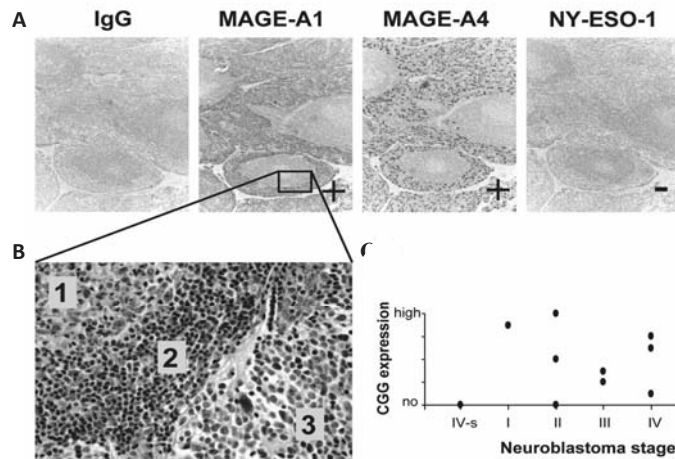 A IgG MAGE-A1 MAGE-A4 NY-ESO-1
+ + -
B
1
2
3
CGG expression
high
no
IV-s I II III IV
Neuroblastoma stage